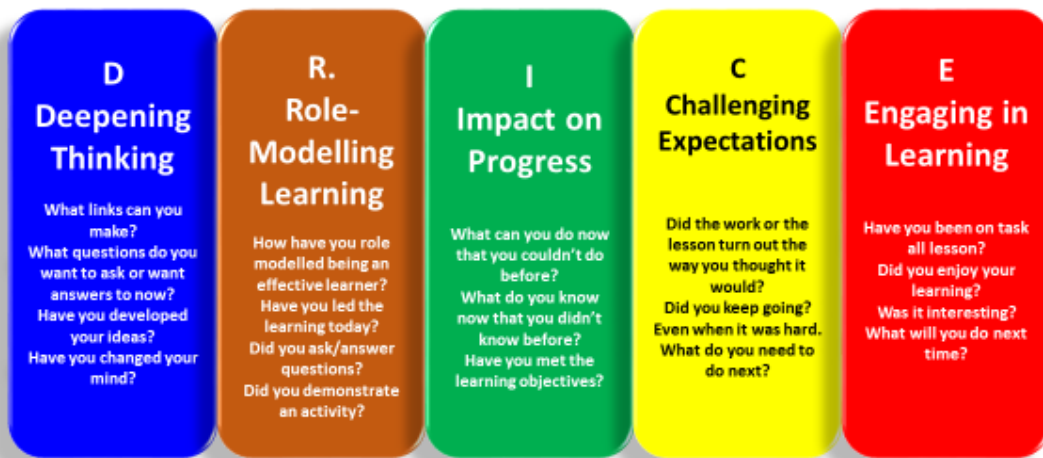 D
Deepening
Thinking
What links can you
make?
What questions do you
want to ask or want
answers to now?
Have you developed
your ideas?
Have you changed your
mind?
R.
Role-
Modelling
Learning
How have you role
modelled being an
effective learner?
Have you led the
learning today?
Did you ask/answer
questions?
Did you demonstrate
an activity?
I
Impact on
Progress
What can you do now
that you couldn't do
before?
What do you know
now that you didn't
know before?
Have you met the
learning objectives?
C
Challenging
Expectations
Did the work or the
lesson turn out the
way you thought it
would?
Did you keep going?
Even when it was hard.
What do you need to
do next?
E
Engaging in
Learning
Have you been on task
all lesson?
Did you enjoy your
learning?
Was it interesting?
What will you do next
time?